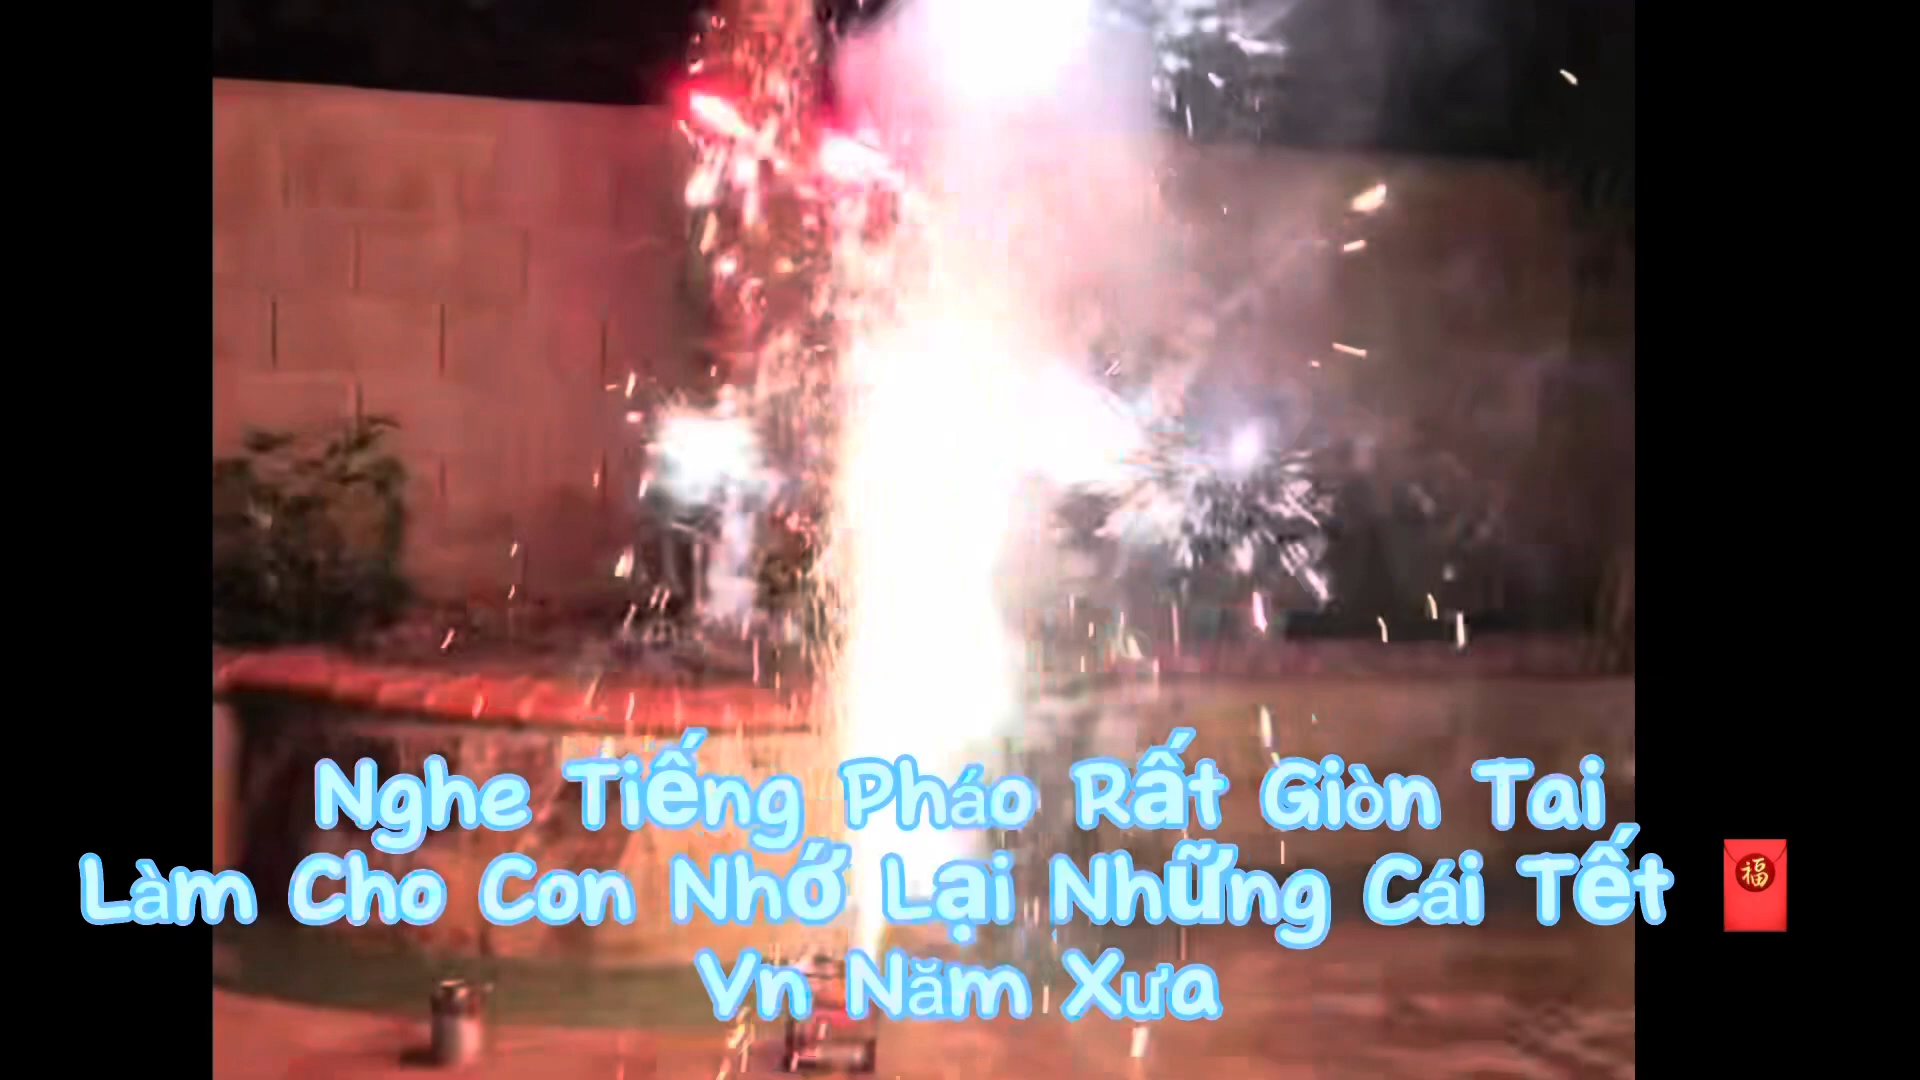 Nghe Tiếng Pháo Rất Giòn Tai
Làm Cho Con Nhớ Lại Những Cái Tết 🧧
Vn Năm Xưa